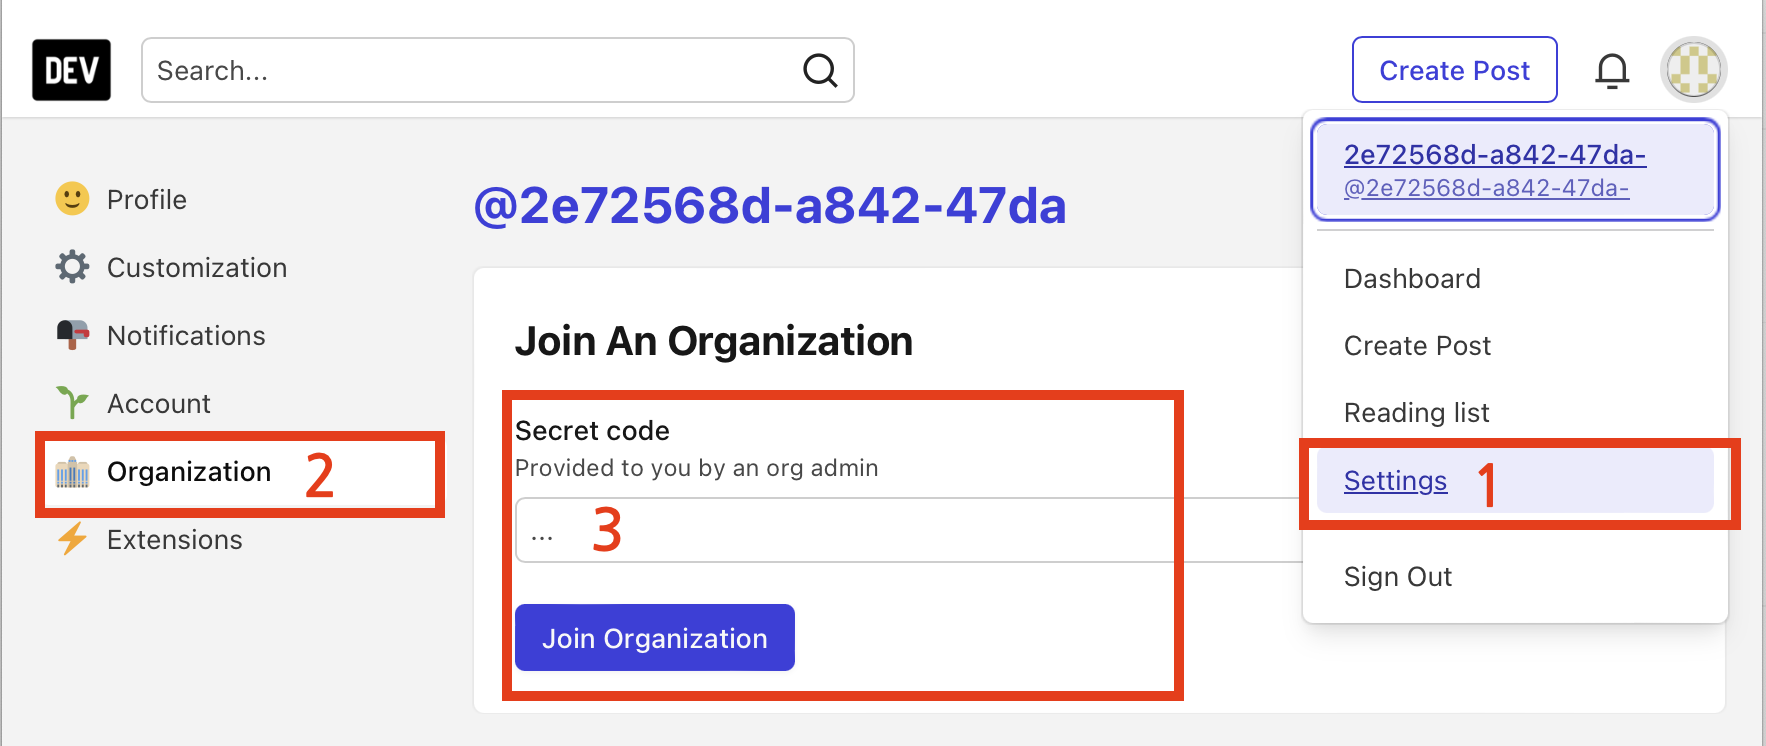 DEV
Search...
Create Post
2e72568d-a842-47da-
@2e72568d-a842-47da-
Dashboard
Create Post
Reading list
Settings 1
Sign Out
Profile
Customization
Notifications
Account
Organization 2
Extensions
@2e72568d-a842-47da
Join An Organization
Secret code
Provided to you by an org admin
... 3
Join Organization